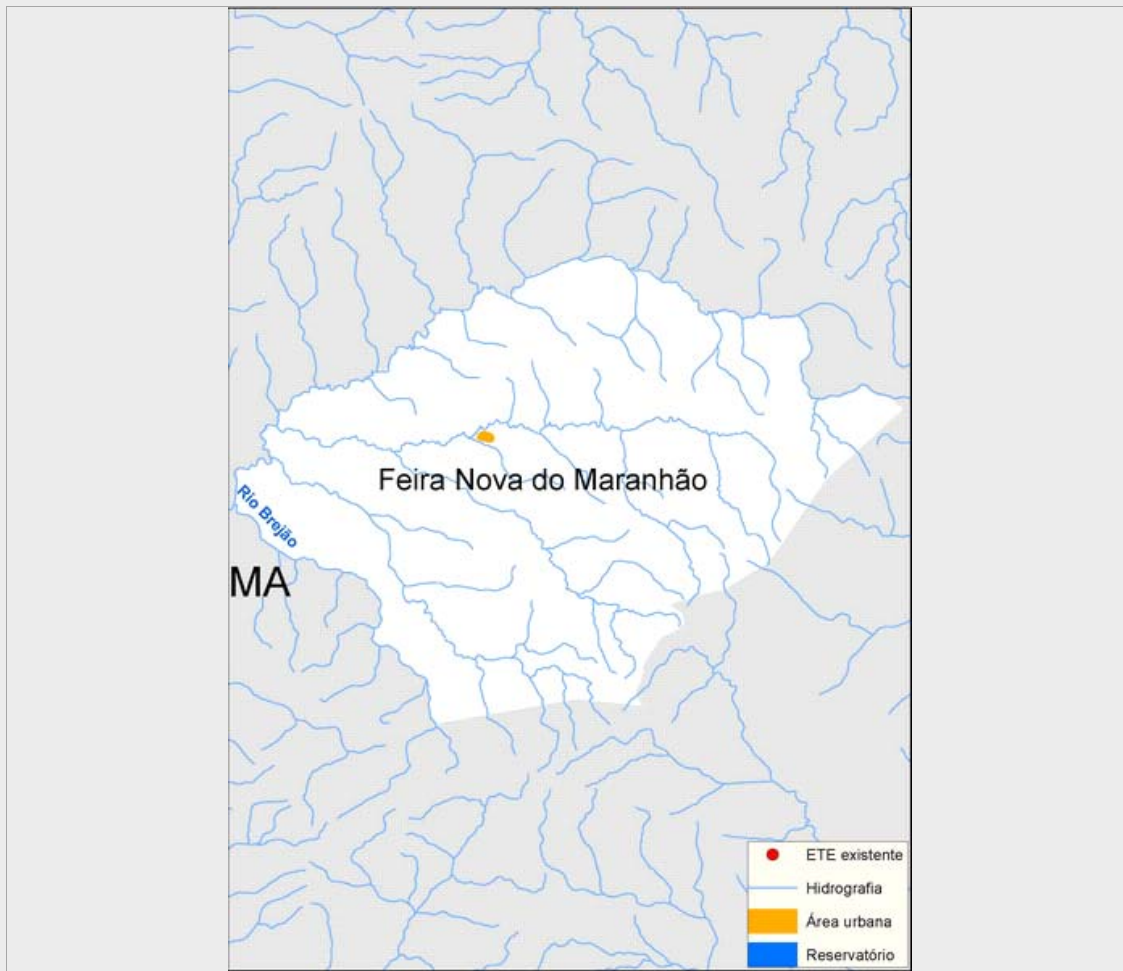 Feira Nova do Maranhão
Rio Brejão
MA
ETE existente
Hidrografia
Área urbana
Reservatório